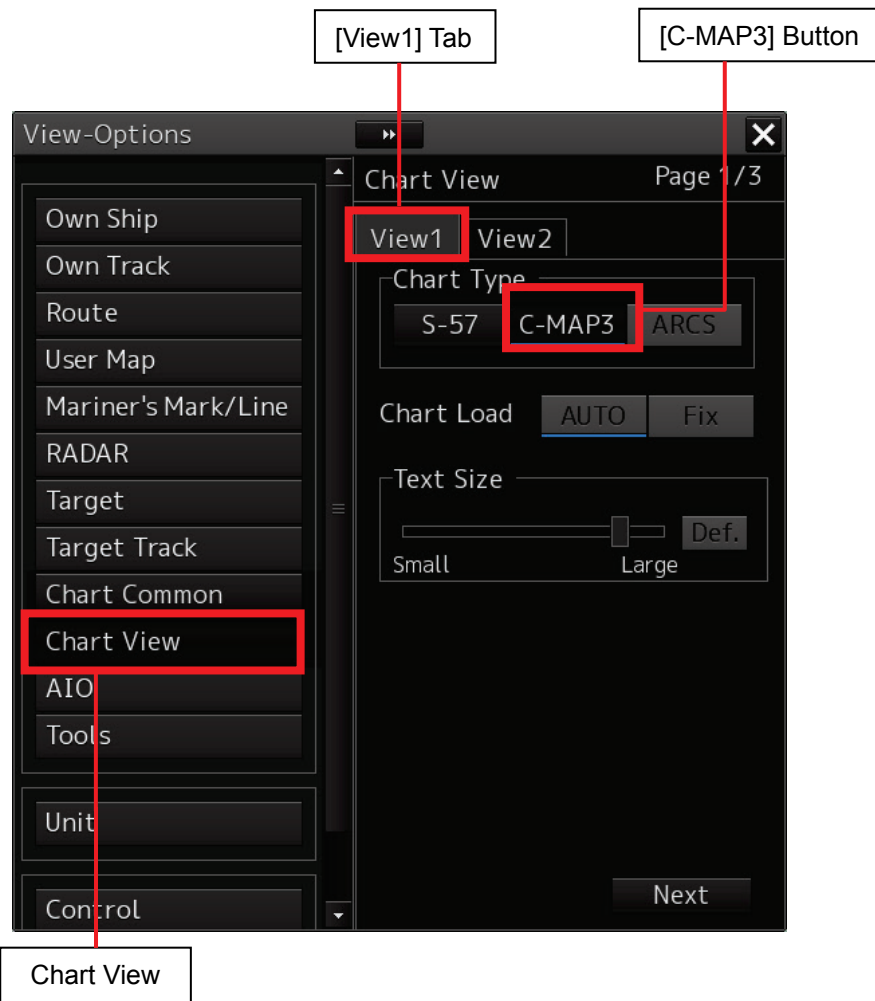 [View1] Tab
[C-MAP3] Button
View-Options
Own Ship
Own Track
Route
User Map
Mariner's Mark/Line
RADAR
Target
Target Track
Chart Common
Chart View
AIO
Tools
Unit
Control
Chart View Page 1/3
View1 View2
Chart Type
S-57 C-MAP3 ARCS
Chart Load AUTO Fix
Text Size
Def.
Small Large
Next
Chart View